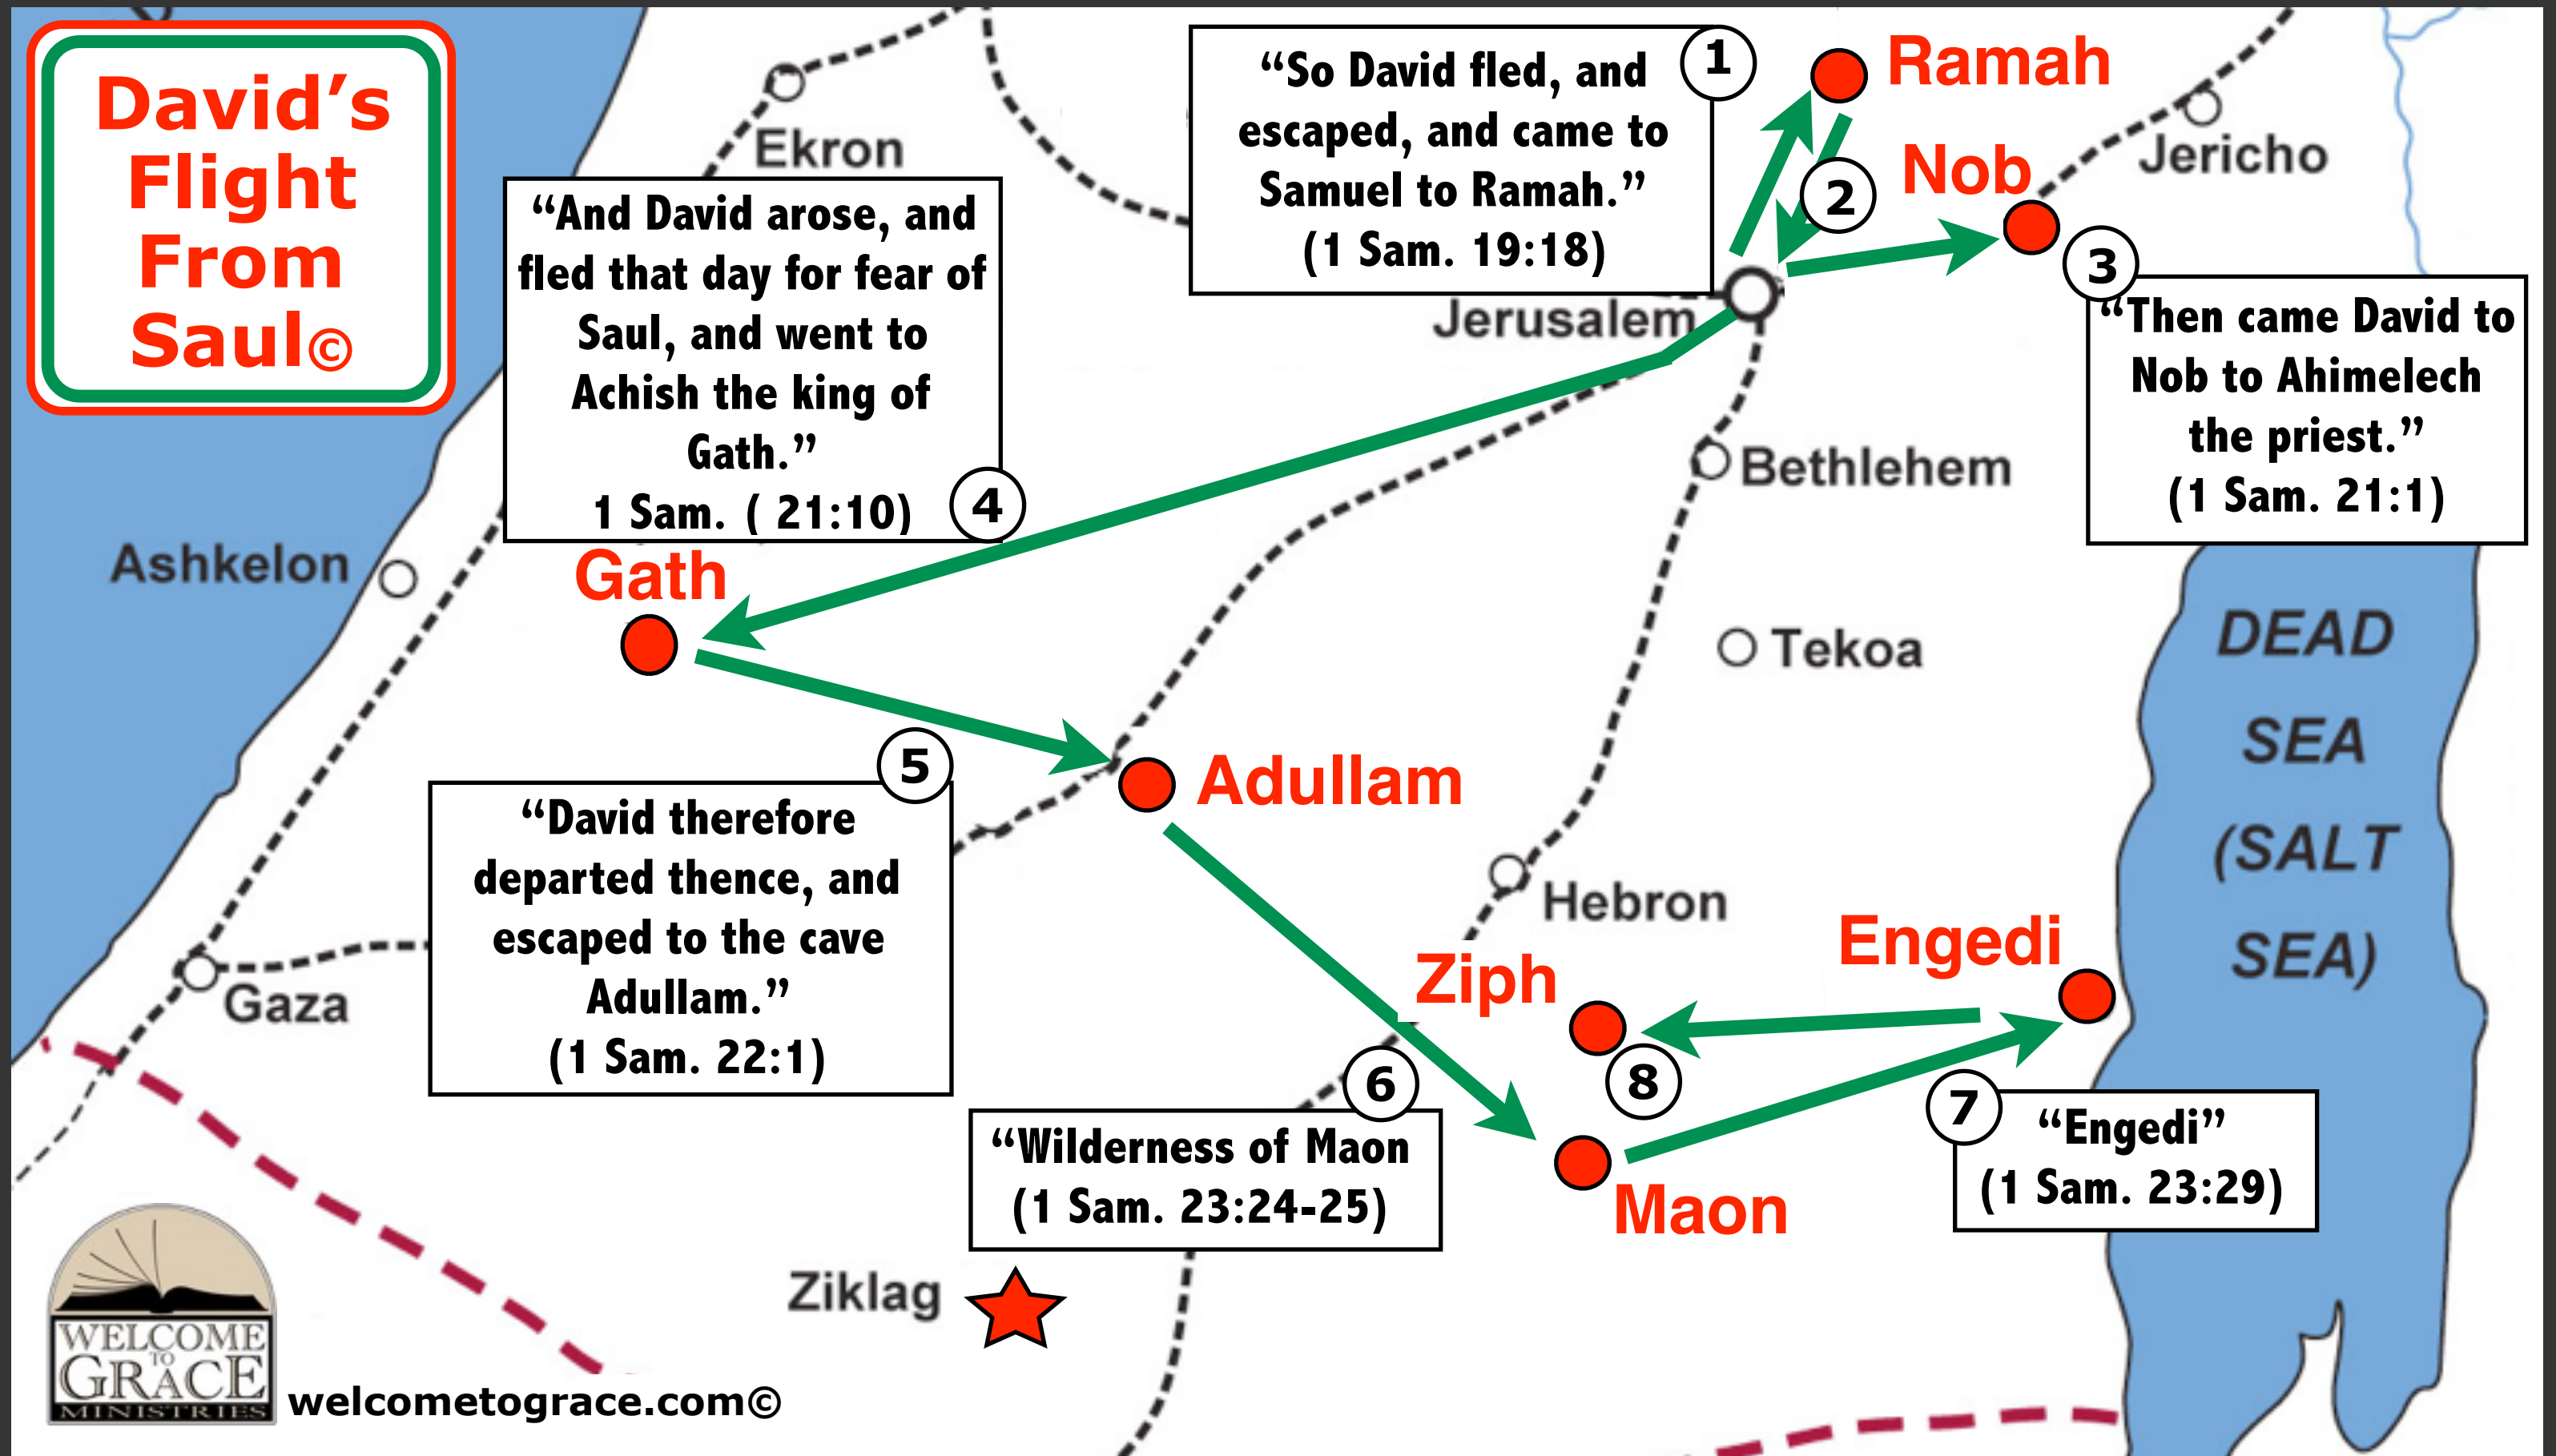 David’s
Flight
From
Saul©
“So David fled, and
escaped, and came to
Samuel to Ramah.”
(1 Sam. 19:18)
1
Ramah
2
Nob
Jericho
3
“Then came David to
Nob to Ahimelech
the priest.”
(1 Sam. 21:1)
Ekron
“And David arose, and
fled that day for fear of
Saul, and went to
Achish the king of
Gath.”
1 Sam. ( 21:10)
4
Jerusalem
Bethlehem
Ashkelon
Gath
Tekoa
DEAD
SEA
(SALT
SEA)
5
Adullam
“David therefore
departed thence, and
escaped to the cave
Adullam.”
(1 Sam. 22:1)
Hebron
Gaza
Ziph
Engedi
6
8
7
“Wilderness of Maon
(1 Sam. 23:24-25)
“Engedi”
(1 Sam. 23:29)
Maon
Ziklag
WELCOME
TO
GRACE
MINISTRIES
welcometograce.com©